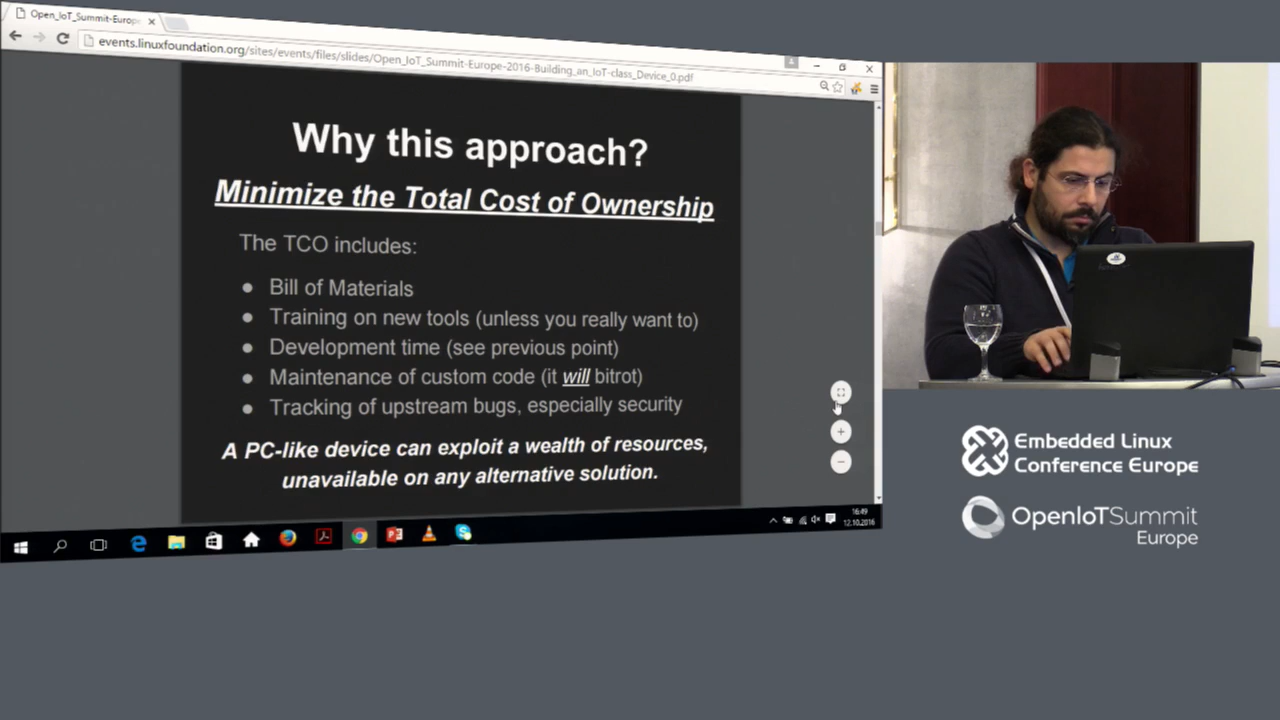 Open_IoT_Summit-Europ
events.linuxfoundation.org/sites/events/files/slides/Open_IoT_Summit-Europe-2016-Building_an_IoT-class_Device_0.pdf
Why this approach?
Minimize the Total Cost of Ownership
The TCO includes:
● Bill of Materials
● Training on new tools (unless you really want to)
● Development time (see previous point)
● Maintenance of custom code (it will bitrot)
● Tracking of upstream bugs, especially security
A PC-like device can exploit a wealth of resources,
unavailable on any alternative solution.
16:49
12.10.2016
Embedded Linux
Conference Europe
OpenIoTSummit
Europe